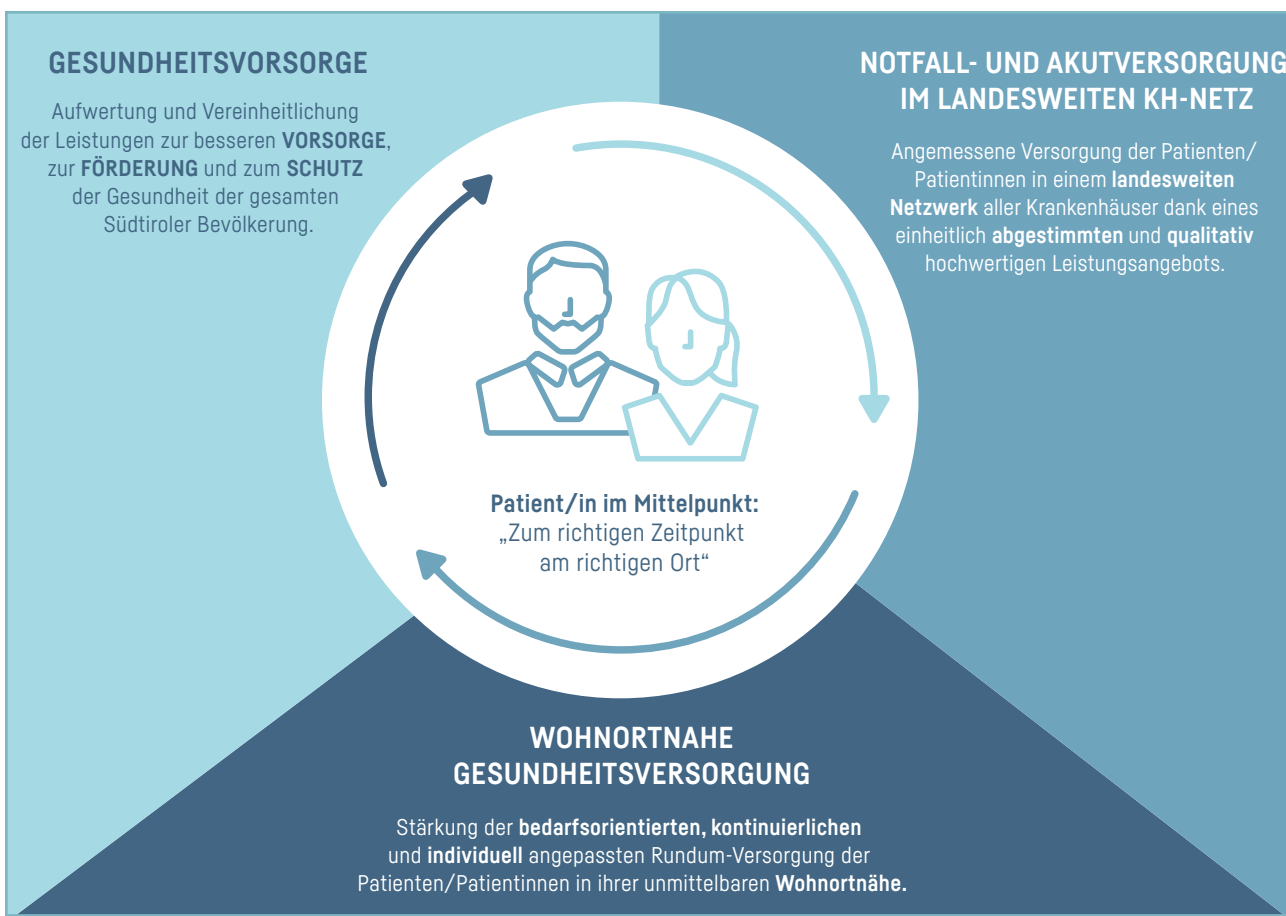 GESUNDHEITSVORSORGE
Aufwertung und Vereinheitlichung
der Leistungen zur besseren VORSORGE,
zur FÖRDERUNG und zum SCHUTZ
der Gesundheit der gesamten
Südtiroler Bevölkerung.
NOTFALL- UND AKUTVERSORGUNG
IM LANDESWEITEN KH-NETZ
Angemessene Versorgung der Patienten/
Patientinnen in einem landesweiten
Netzwerk aller Krankenhäuser dank eines
einheitlich abgestimmten und qualitativ
hochwertigen Leistungsangebots.
Patient/in im Mittelpunkt:
„Zum richtigen Zeitpunkt
am richtigen Ort“
WOHNORTNAHE
GESUNDHEITSVERSORGUNG
Stärkung der bedarfsorientierten, kontinuierlichen
und individuell angepassten Rundum-Versorgung der
Patienten/Patientinnen in ihrer unmittelbaren Wohnortnähe.